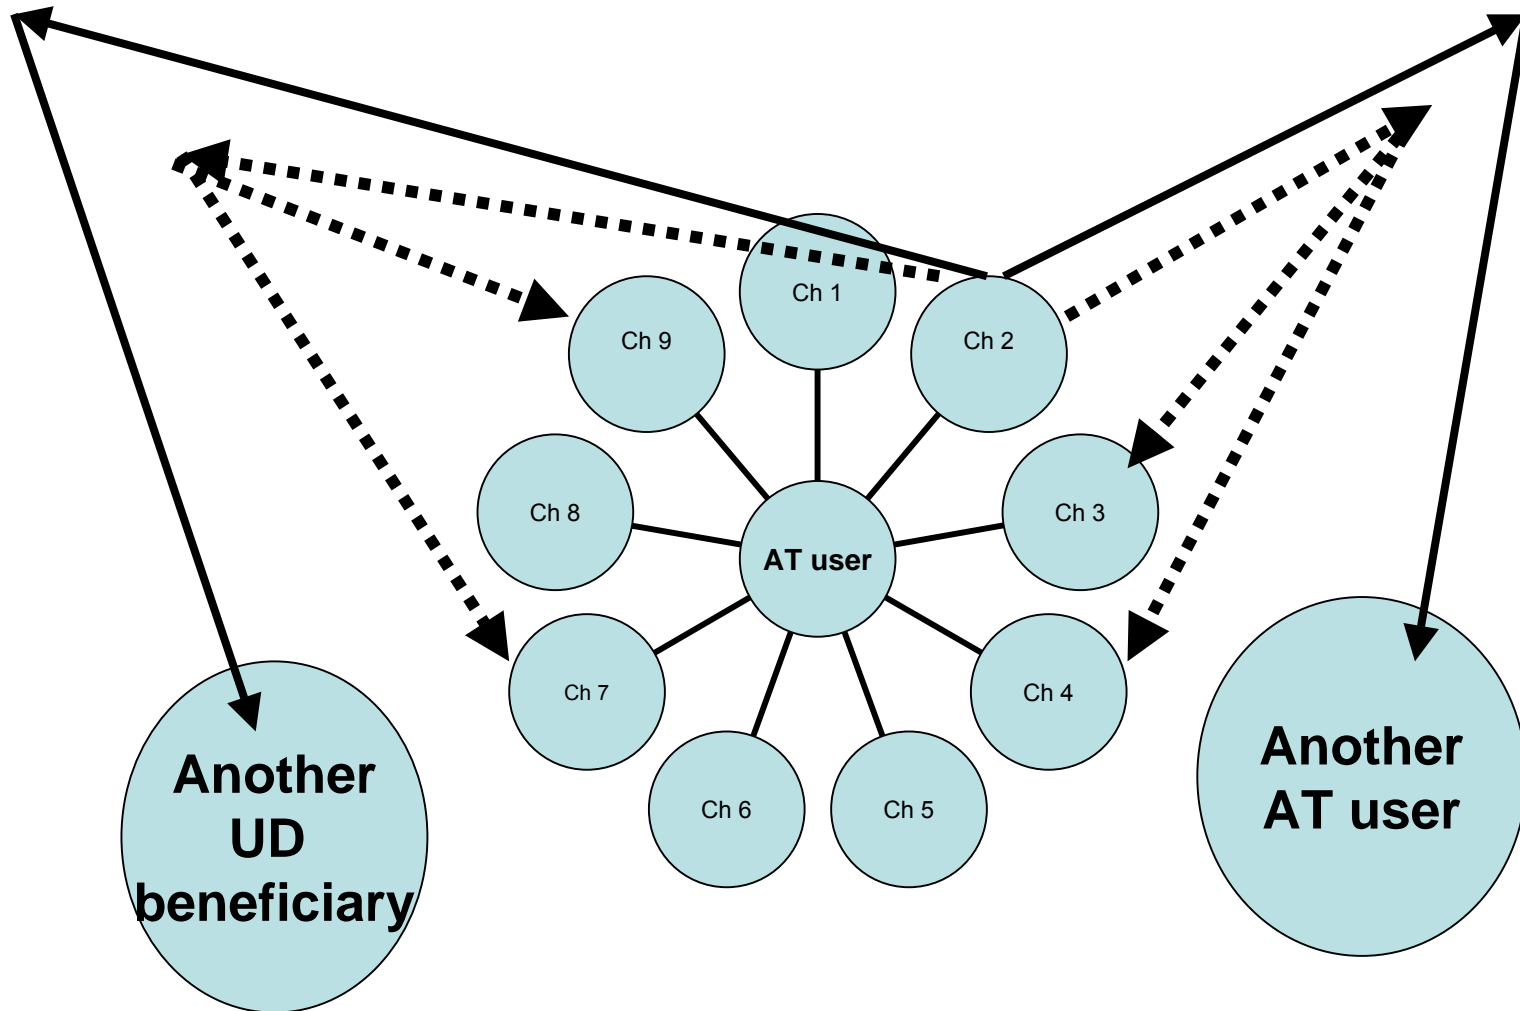 Ch 1
Ch 9
Ch 2
Ch 8
Ch 3
AT user
Ch 7
Ch 4
Ch 6
Ch 5
Another
UD
beneficiary
Another
AT user